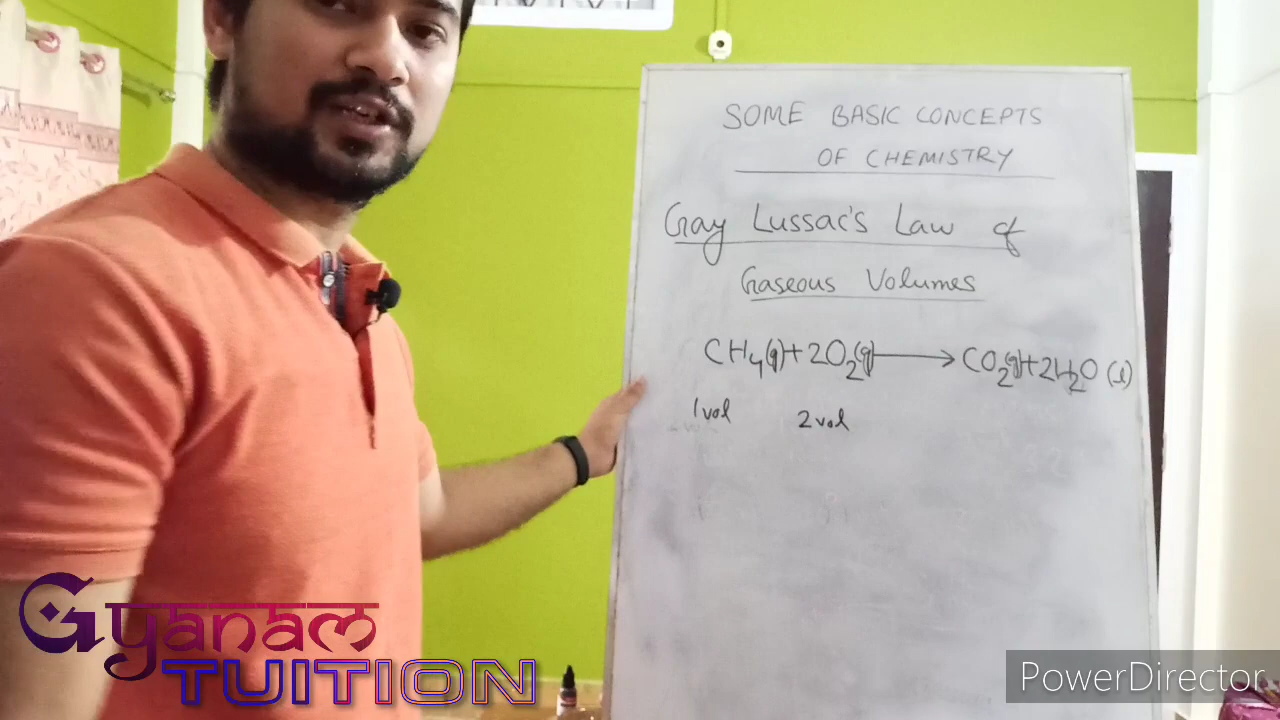 SOME BASIC CONCEPTS
OF CHEMISTRY
Gay Lussac's Law of
Gaseous Volumes
CH₄(g)+2O₂(g)⟶CO₂(g)+2H₂O(l)
1vol 2vol
Gyanam
TUITION
PowerDirector